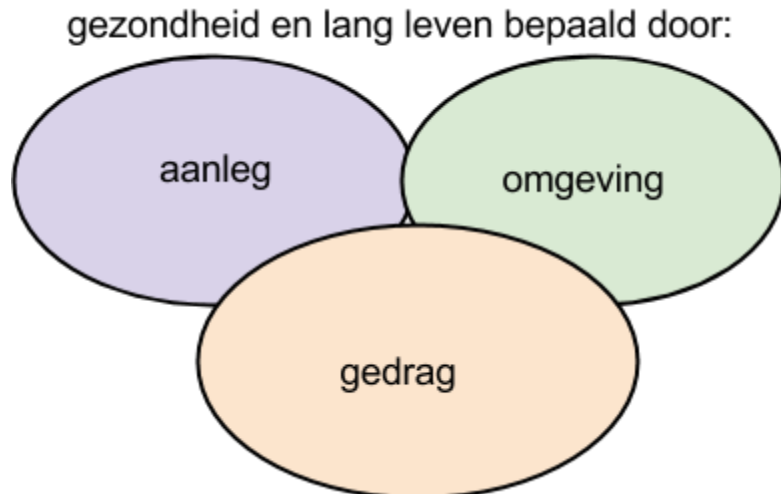 gezondheid en lang leven bepaald door:
aanleg
omgeving
gedrag